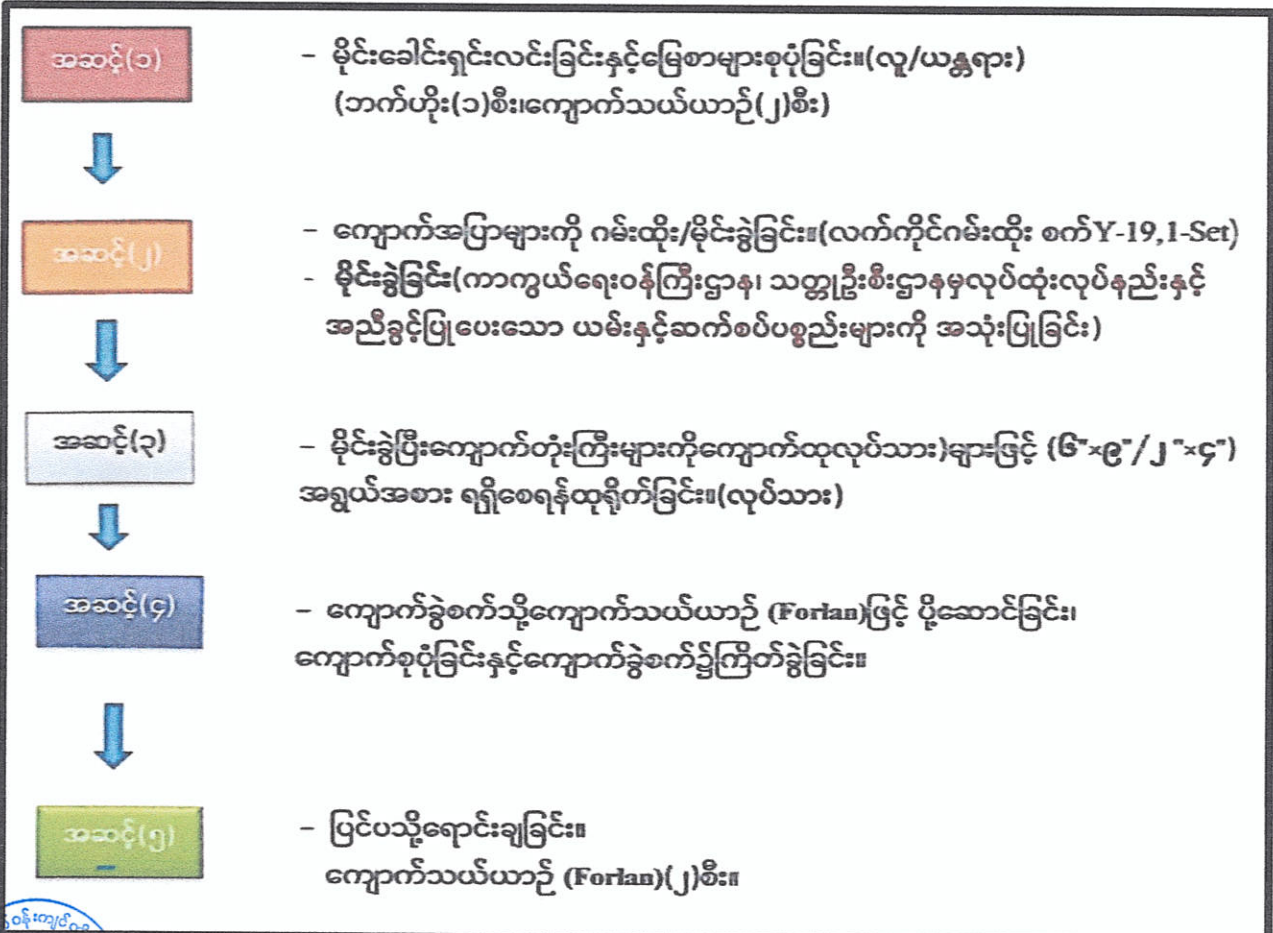 အဆင့်(၁)
- မိုင်းခေါင်းရှင်းလင်းခြင်းနှင့်မြေစာများစုပုံခြင်း။(လူ/ယန္တရား)
(ဘက်ဟိုး(၁)စီး၊ကျောက်သယ်ယာဉ်(၂)စီး)
အဆင့်(၂)
- ကျောက်အပြာများကို ဂမ်းထိုး/မိုင်းခွဲခြင်း။(လက်ကိုင်ဂမ်းထိုး စက်Y-19,1-Set)
- မိုင်းခွဲခြင်း(ကာကွယ်ရေးဝန်ကြီးဌာန၊ သတ္တုဦးစီးဌာနမှလုပ်ထုံးလုပ်နည်းနှင့်
အညီခွင့်ပြုပေးသော ယမ်းနှင့်ဆက်စပ်ပစ္စည်းများကို အသုံးပြုခြင်း)
အဆင့်(၃)
- မိုင်းခွဲပြီးကျောက်တုံးကြီးများကိုကျောက်ထုလုပ်သား)များဖြင့် (၆"×၉"/၂"×၄")
အရွယ်အစား ရရှိစေရန်ထုရိုက်ခြင်း။(လုပ်သား)
အဆင့်(၄)
- ကျောက်ခွဲစက်သို့ကျောက်သယ်ယာဉ် (Forlan)ဖြင့် ပို့ဆောင်ခြင်း၊
ကျောက်စုပုံခြင်းနှင့်ကျောက်ခွဲစက်၌ကြိတ်ခွဲခြင်း။
အဆင့်(၅)
- ပြင်ပသို့ရောင်းချခြင်း။
ကျောက်သယ်ယာဉ် (Forlan)(၂)စီး။